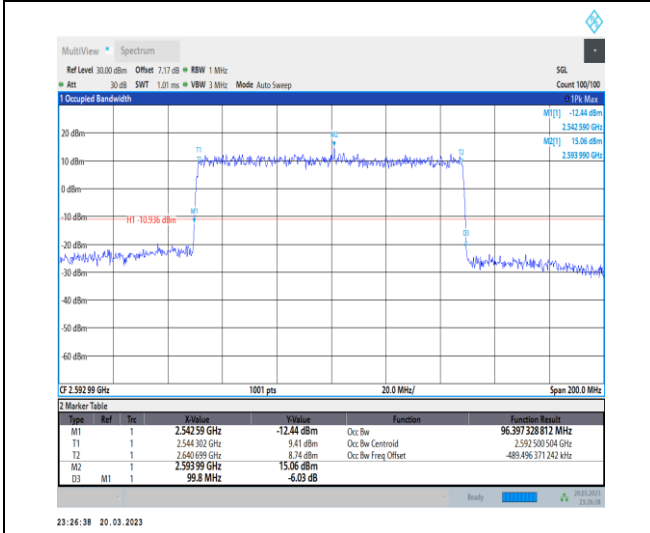 MultiView Spectrum
Ref Level 30.00 dBm Offset 7.17 dB RBW 1 MHz SGL
Att 30 dB SWT 1.01 ms VBW 3 MHz Mode Auto Sweep Count 100/100
1 Occupied Bandwidth 1Pk Max
M1[1] -12.44 dBm
2.542 590 GHz
M2[1] 15.06 dBm
2.593 990 GHz
20 dBm
M2
T1
T2
10 dBm
0 dBm
M1
-10 dBm
H1 -10.936 dBm
D3
-20 dBm
-30 dBm
-40 dBm
-50 dBm
-60 dBm
CF 2.592 99 GHz 1001 pts 20.0 MHz/ Span 200.0 MHz
2 Marker Table
Type Ref Trc X-Value Y-Value Function Function Result
M1 1 2.542 59 GHz -12.44 dBm Occ Bw 96.397 328 812 MHz
T1 1 2.544 302 GHz 9.41 dBm Occ Bw Centroid 2.592 500 504 GHz
T2 1 2.640 699 GHz 8.74 dBm Occ Bw Freq Offset -489.496 371 242 kHz
M2 1 2.593 99 GHz 15.06 dBm
D3 M1 1 99.8 MHz -6.03 dB
Ready 20.03.2023
23:26:38
23:26:38 20.03.2023